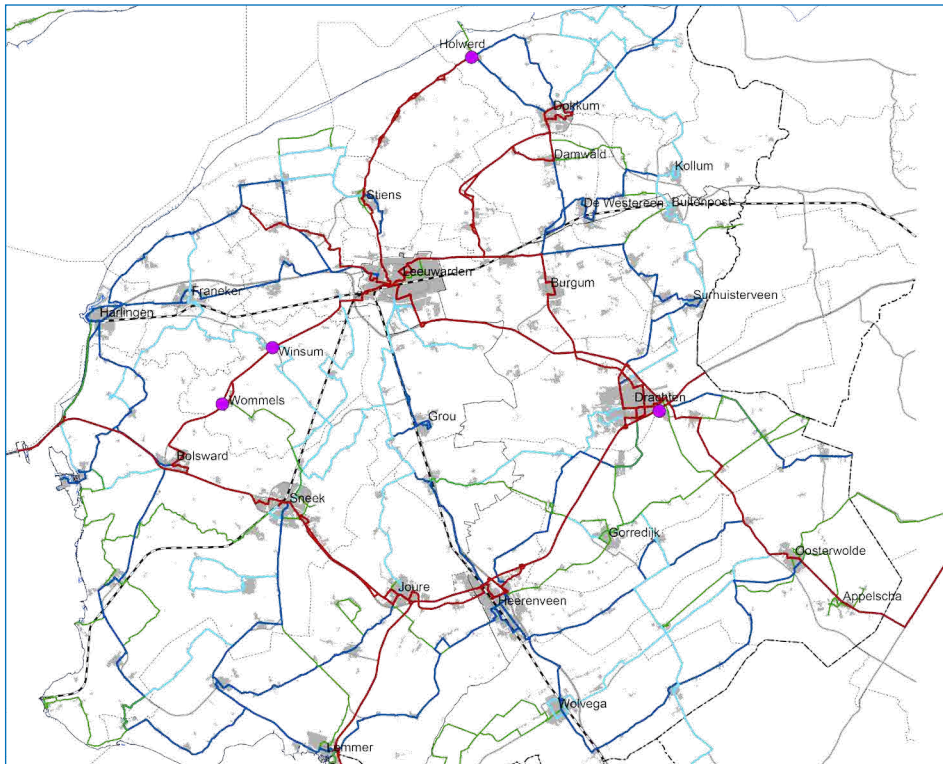 Holwerd
Dokkum
Damwald
Kollum
Stiens
De Westereen
Buitenpost
Leeuwarden
Burgum
Franeker
Surhuisterveen
Harlingen
Winsum
Wommels
Drachten
Grou
Bolsward
Sneek
Gorredijk
Oosterwolde
Joure
Heerenveen
Appelscha
Wolvega
Lemmer